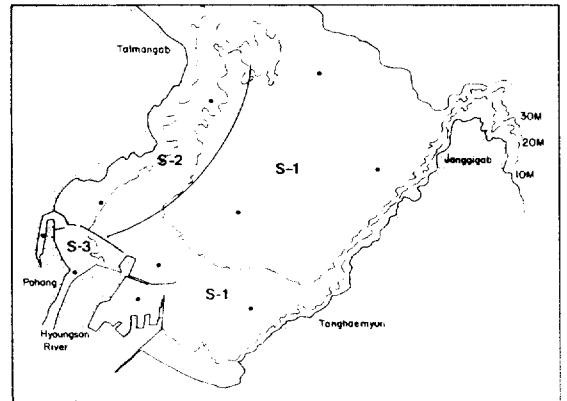 Talmangab
30M
20M
Janggigab
10M
S-2
S-1
S-3
Pohang
S-1
Hyoungsan
River
Tonghaemyun